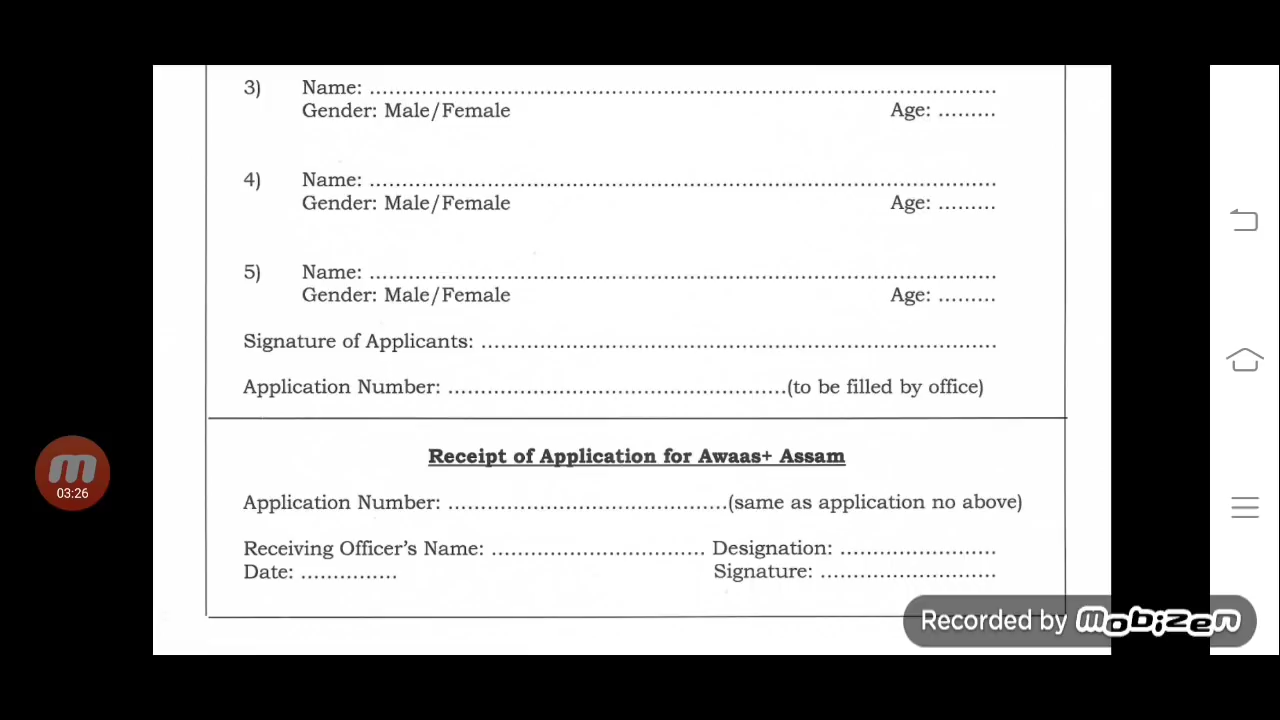 3) Name: ................................................................................................
Gender: Male/Female Age: .........
4) Name: ................................................................................................
Gender: Male/Female Age: .........
5) Name: ................................................................................................
Gender: Male/Female Age: .........
Signature of Applicants: ...............................................................................
Application Number: ....................................................(to be filled by office)
Receipt of Application for Awaas+ Assam
Application Number: ...........................................(same as application no above)
Receiving Officer's Name: ................................. Designation: ........................
Date: ............... Signature: ...........................
03:26
Recorded by mobizen